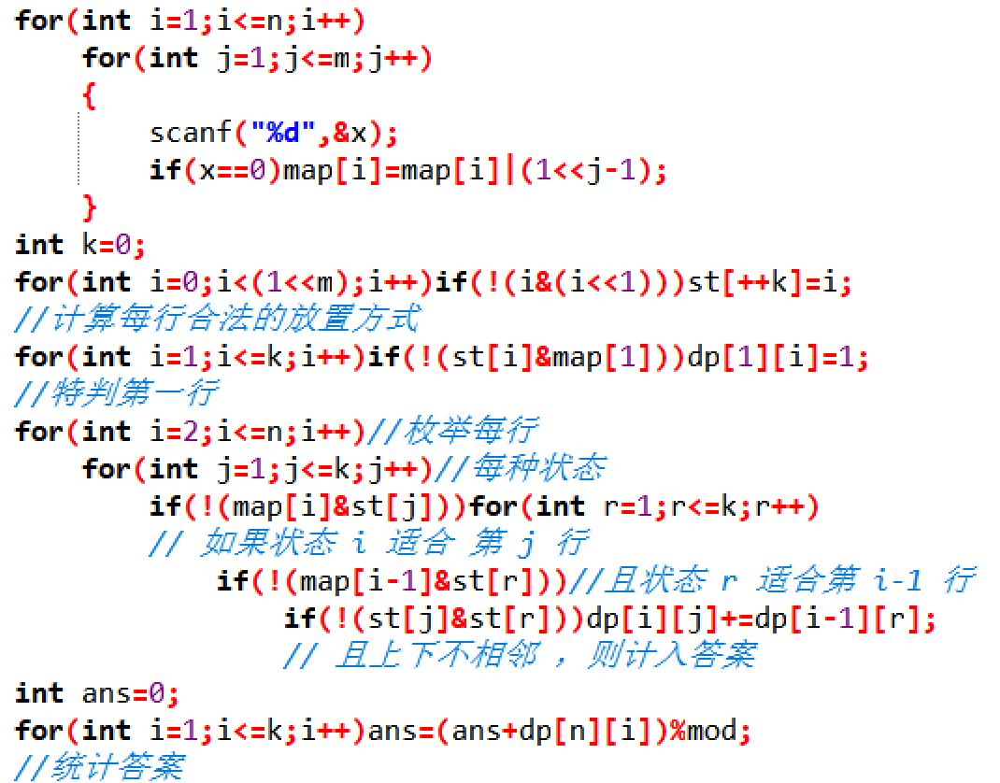 for(int i=1;i<=n;i++)
    for(int j=1;j<=m;j++)
    {
        scanf("%d",&x);
        if(x==0)map[i]=map[i]|(1<<j-1);
    }
int k=0;
for(int i=0;i<(1<<m);i++)if(!(i&(i<<1)))st[++k]=i;
//计算每行合法的放置方式
for(int i=1;i<=k;i++)if(!(st[i]&map[1]))dp[1][i]=1;
//特判第一行
for(int i=2;i<=n;i++)//枚举每行
    for(int j=1;j<=k;j++)//每种状态
        if(!(map[i]&st[j]))for(int r=1;r<=k;r++)
        // 如果状态 i 适合 第 j 行
            if(!(map[i-1]&st[r]))//且状态 r 适合第 i-1 行
                if(!(st[j]&st[r]))dp[i][j]+=dp[i-1][r];
                // 且上下不相邻 ，则计入答案
int ans=0;
for(int i=1;i<=k;i++)ans=(ans+dp[n][i])%mod;
//统计答案